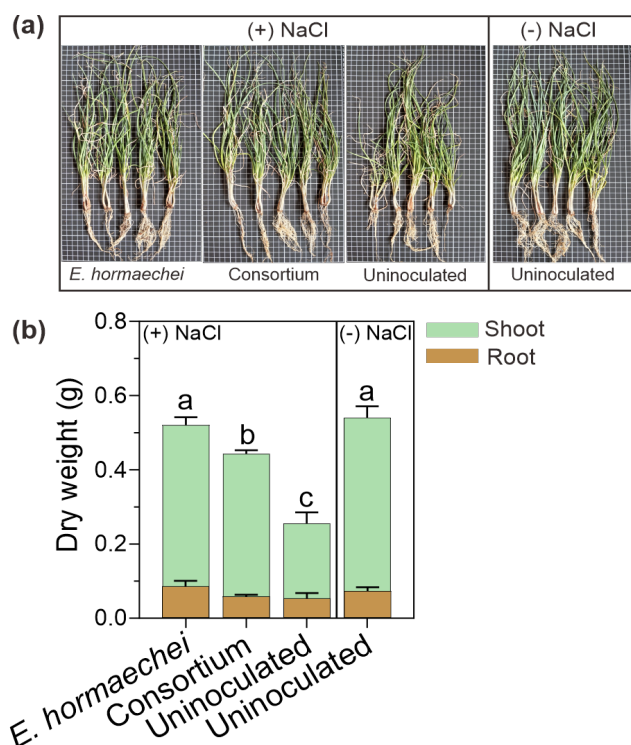 (a)
(+) NaCl
(-) NaCl
E. hormaechei
Consortium
Uninoculated
Uninoculated
(b)
(+) NaCl
(-) NaCl
Shoot
Root
Dry weight (g)
0.8
0.6
0.4
0.2
0.0
a
b
c
a
E. hormaechei
Consortium
Uninoculated
Uninoculated